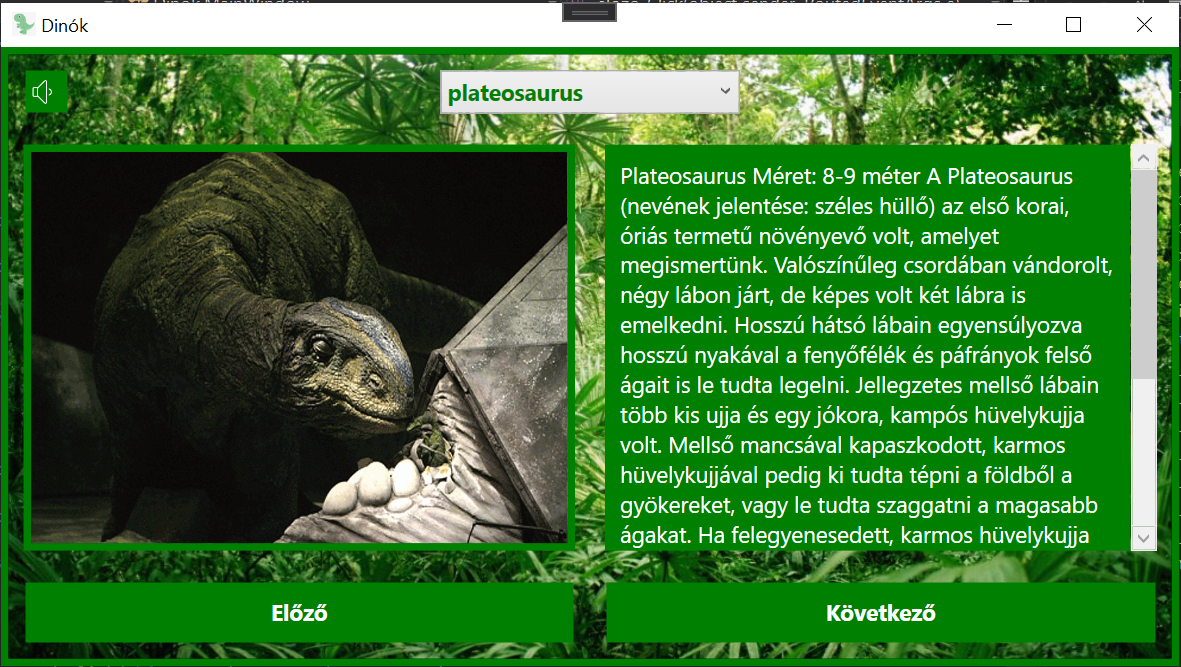 Dinók
plateosaurus
Plateosaurus Méret: 8-9 méter A Plateosaurus
(nevének jelentése: széles hüllő) az első korai,
óriás termetű növényevő volt, amelyet
megismertünk. Valószínűleg csordában vándorolt,
négy lábon járt, de képes volt két lábra is
emelkedni. Hosszú hátsó lábain egyensúlyozva
hosszú nyakával a fenyőfélék és páfrányok felső
ágait is le tudta legelni. Jellegzetes mellső lábain
több kis ujja és egy jókora, kampós hüvelykujja
volt. Mellső mancsával kapaszkodott, karmos
hüvelykujjával pedig ki tudta tépni a földből a
gyökereket, vagy le tudta szaggatni a magasabb
ágakat. Ha felegyenesedett, karmos hüvelykujja
Előző
Következő